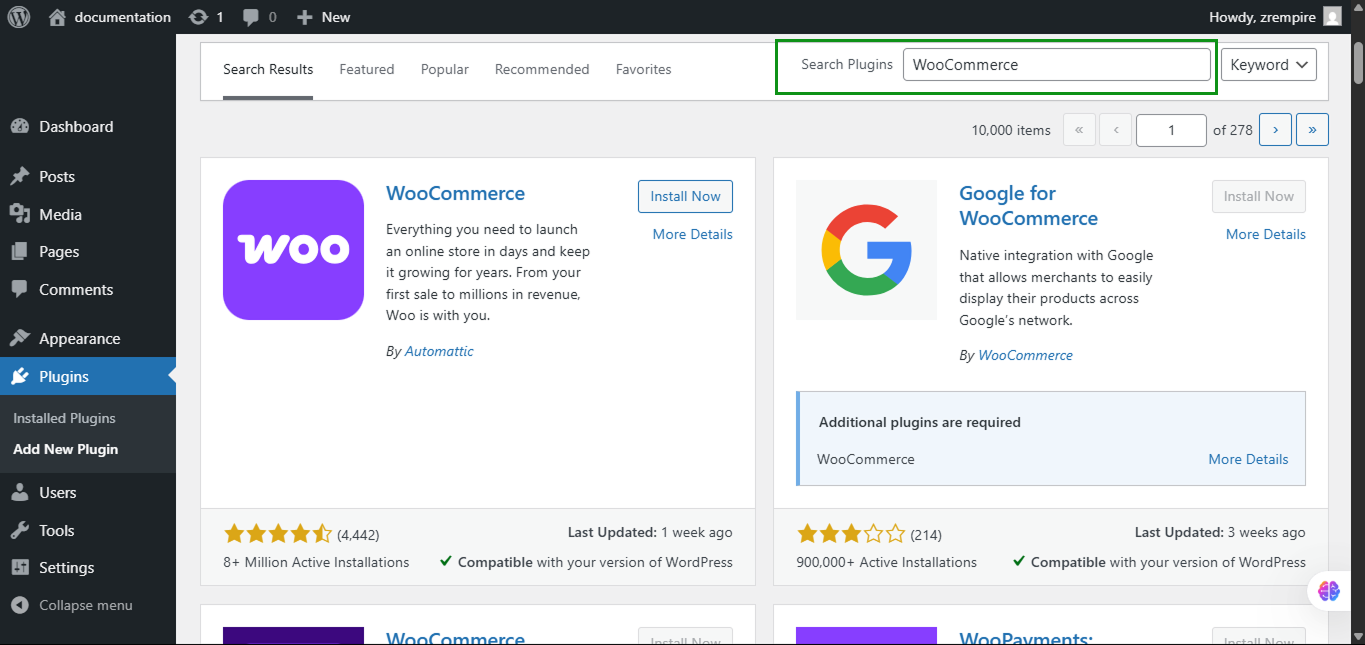 documentation 1 0 New Howdy, zrempire
Dashboard
Posts
Media
Pages
Comments
Appearance
Plugins
Installed Plugins
Add New Plugin
Users
Tools
Settings
Collapse menu
Search Results Featured Popular Recommended Favorites Search Plugins WooCommerce Keyword
10,000 items « ‹ 1 of 278 › »
woo
WooCommerce
Install Now
More Details
Everything you need to launch
an online store in days and keep
it growing for years. From your
first sale to millions in revenue,
Woo is with you.
By Automattic
(4,442)
Last Updated: 1 week ago
8+ Million Active Installations
Compatible with your version of WordPress
G
Google for
WooCommerce
Install Now
More Details
Native integration with Google
that allows merchants to easily
display their products across
Google's network.
By WooCommerce
Additional plugins are required
WooCommerce More Details
(214)
Last Updated: 3 weeks ago
900,000+ Active Installations
Compatible with your version of WordPress
WooCommerce
Install Now
WooPayments:
Install Now